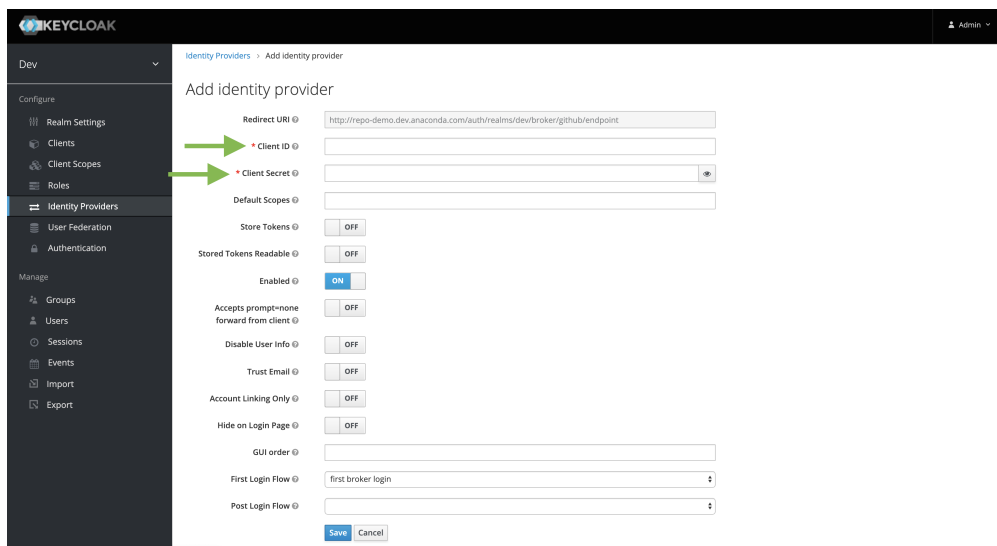 KEYCLOAK
Admin
Dev
Configure
Realm Settings
Clients
Client Scopes
Roles
Identity Providers
User Federation
Authentication
Manage
Groups
Users
Sessions
Events
Import
Export
Identity Providers > Add identity provider
Add identity provider
Redirect URI http://repo-demo.dev.anaconda.com/auth/realms/dev/broker/github/endpoint
* Client ID
* Client Secret
Default Scopes
Store Tokens OFF
Stored Tokens Readable OFF
Enabled ON
Accepts prompt=none OFF
forward from client
Disable User Info OFF
Trust Email OFF
Account Linking Only OFF
Hide on Login Page OFF
GUI order
First Login Flow first broker login
Post Login Flow
Save Cancel